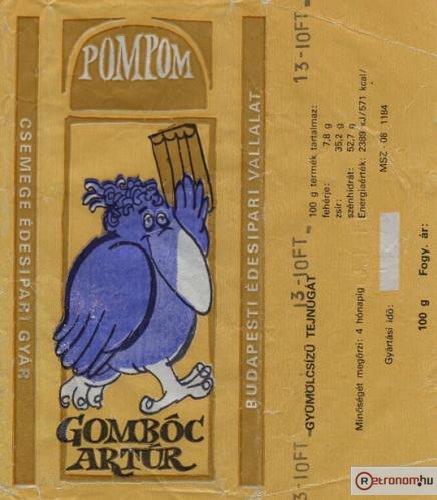 POMPOM
GOMBÓC
ARTÚR
CSEMEGE ÉDESIPARI GYÁR
BUDAPESTI ÉDESIPARI VÁLLALAT
13-10FT-
13-10FT-
13-10FT-
GYÜMÖLCSÍZŰ TEJNUGÁT
100 g termék tartalmaz:
fehérje: 7,8 g
zsír: 35,2 g
szénhidrát: 52,7 g
Energiaérték: 2389 kJ/571 kcal/
MSZ - 08 1184
Minőségét megőrzi: 4 hónapig
Gyártási idő:
100 g Fogy. ár:
Retronom.hu